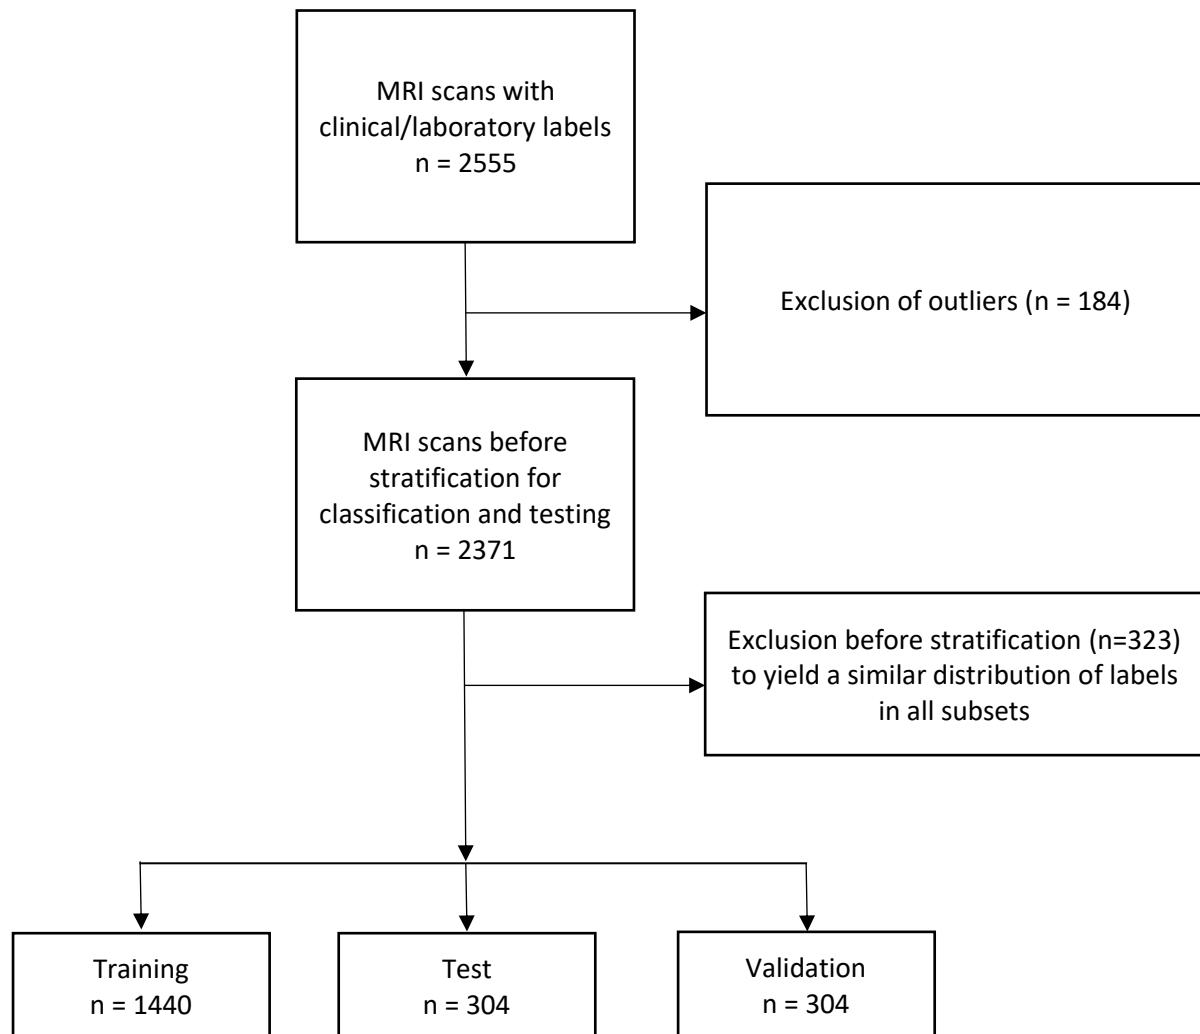 MRI scans with
clinical/laboratory labels
n = 2555
Exclusion of outliers (n = 184)
MRI scans before
stratification for
classification and testing
n = 2371
Exclusion before stratification (n=323)
to yield a similar distribution of labels
in all subsets
Training
n = 1440
Test
n = 304
Validation
n = 304